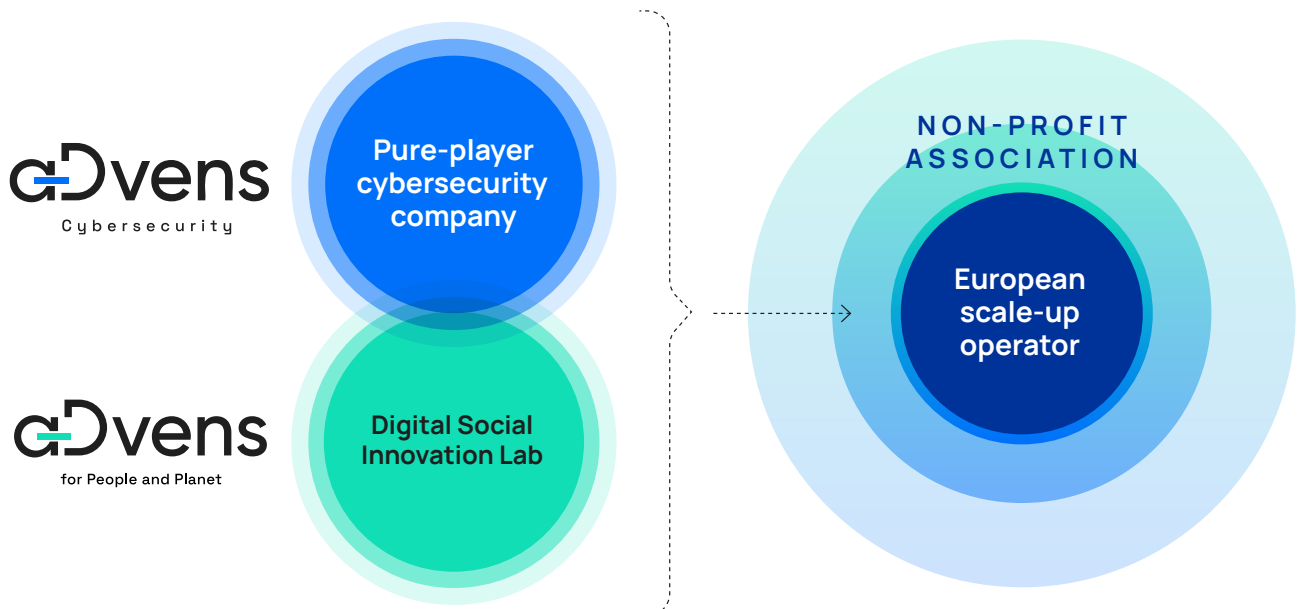 aDvens
Cybersecurity
Pure-player
cybersecurity
company
aDvens
for People and Planet
Digital Social
Innovation Lab
NON-PROFIT
ASSOCIATION
European
scale-up
operator